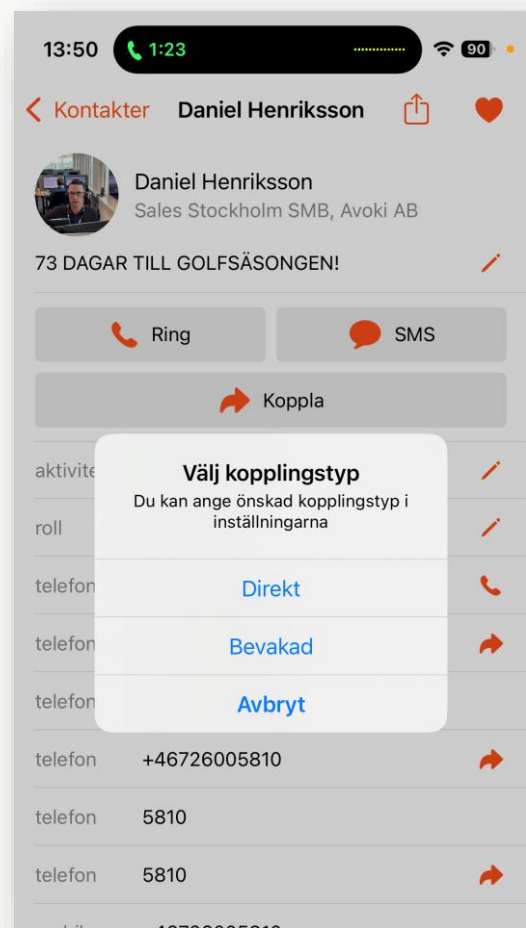 13:50
1:23
90
Kontakter
Daniel Henriksson
Daniel Henriksson
Sales Stockholm SMB, Avoki AB
73 DAGAR TILL GOLFSÄSONGEN!
Ring
SMS
Koppla
Välj kopplingstyp
Du kan ange önskad kopplingstyp i
inställningarna
Direkt
Bevakad
Avbryt
roll
telefon
telefon
telefon
telefon +46726005810
telefon 5810
telefon 5810